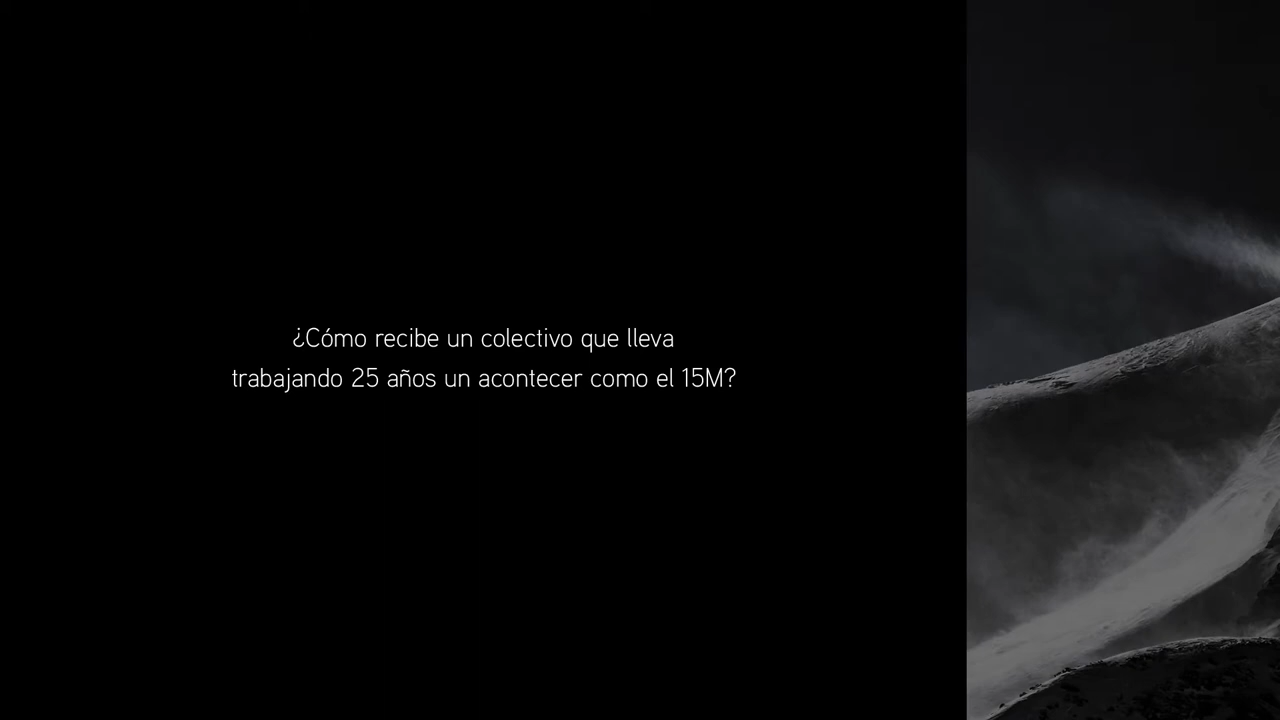 ¿Cómo recibe un colectivo que lleva
trabajando 25 años un acontecer como el 15M?